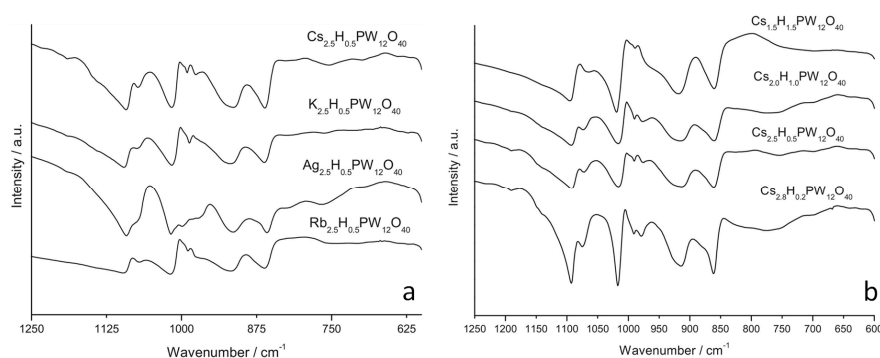 Cs2.5H0.5PW12O40
K2.5H0.5PW12O40
Ag2.5H0.5PW12O40
Rb2.5H0.5PW12O40
a
Intensity / a.u.
1250 1125 1000 875 750 625
Wavenumber / cm-1
Cs1.5H1.5PW12O40
Cs2.0H1.0PW12O40
Cs2.5H0.5PW12O40
Cs2.8H0.2PW12O40
b
Intensity / a.u.
1250 1200 1150 1100 1050 1000 950 900 850 800 750 700 650 600
Wavenumber / cm-1